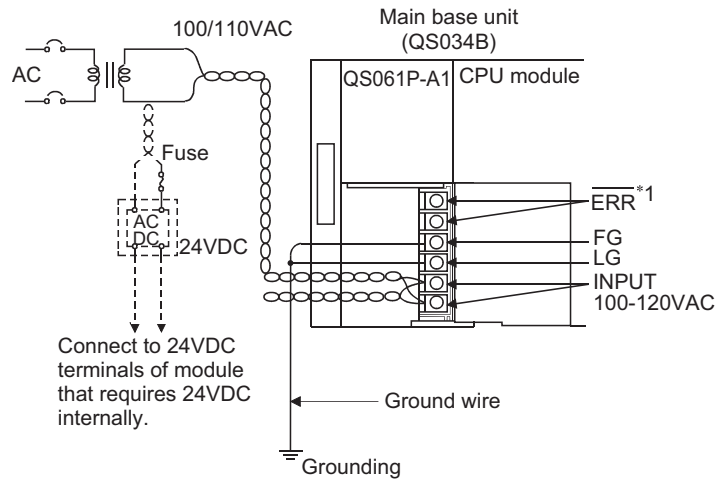 Main base unit
(QS034B)
100/110VAC
AC
QS061P-A1
CPU module
Fuse
AC
DC
24VDC
ERR*1
FG
LG
INPUT
100-120VAC
Connect to 24VDC
terminals of module
that requires 24VDC
internally.
Ground wire
Grounding